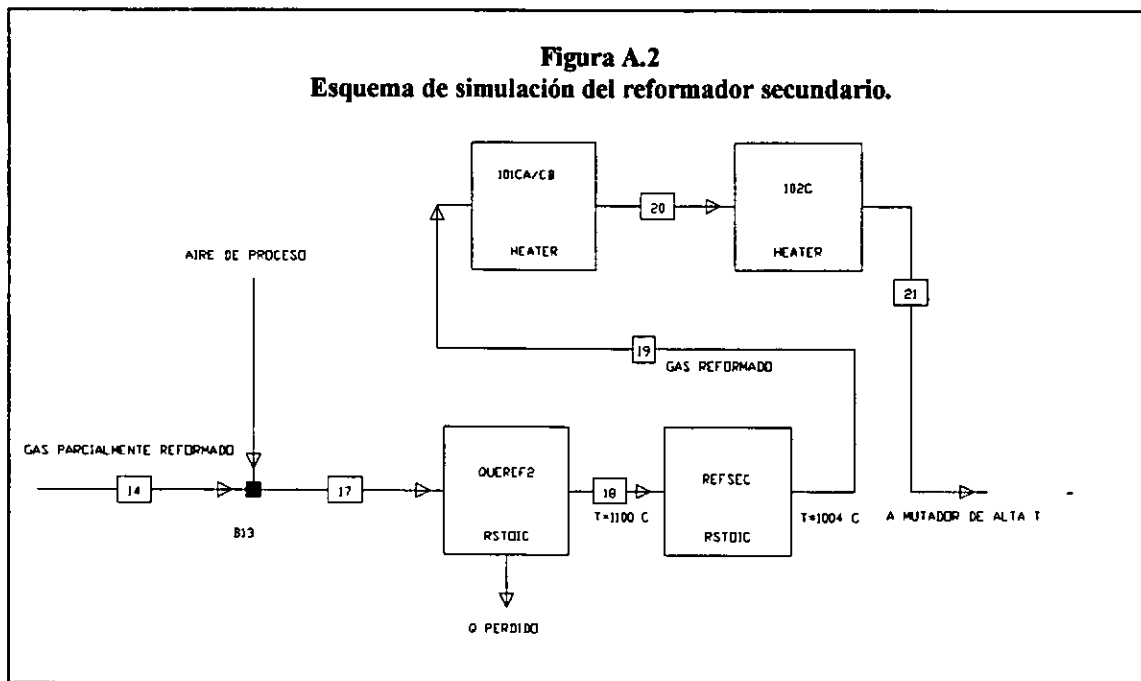 Figura A.2
Esquema de simulación del reformador secundario.
101CA/CB
HEATER
20
102C
HEATER
AIRE DE PROCESO
21
19
GAS REFORMADO
GAS PARCIALMENTE REFORMADO
14
B13
17
QUEREF2
RSTOIC
18
T=1100 C
REFSEC
RSTOIC
T=1004 C
A MUTADOR DE ALTA T
Q PERDIDO